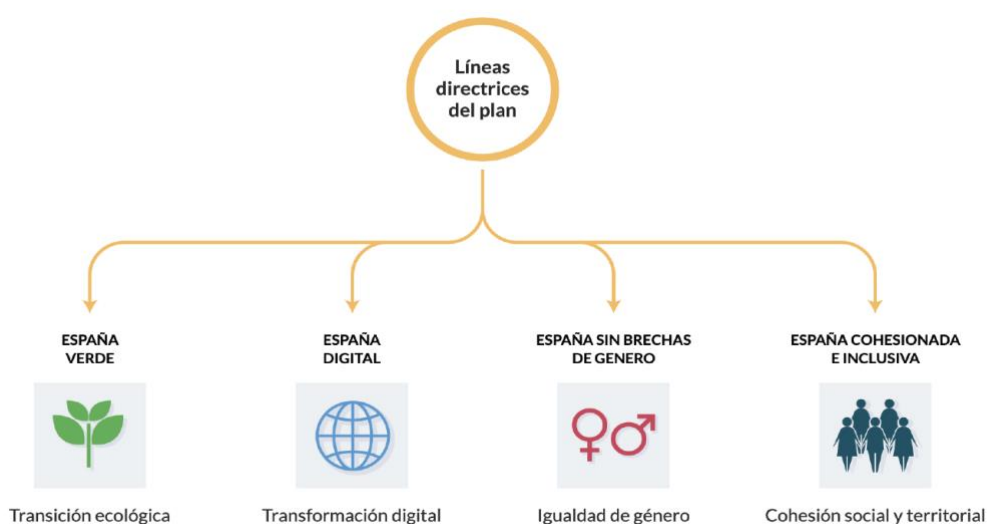 Líneas
directrices
del plan
ESPAÑA
VERDE
ESPAÑA
DIGITAL
ESPAÑA SIN BRECHAS
DE GENERO
ESPAÑA COHESIONADA
E INCLUSIVA
Transición ecológica
Transformación digital
Igualdad de género
Cohesión social y territorial